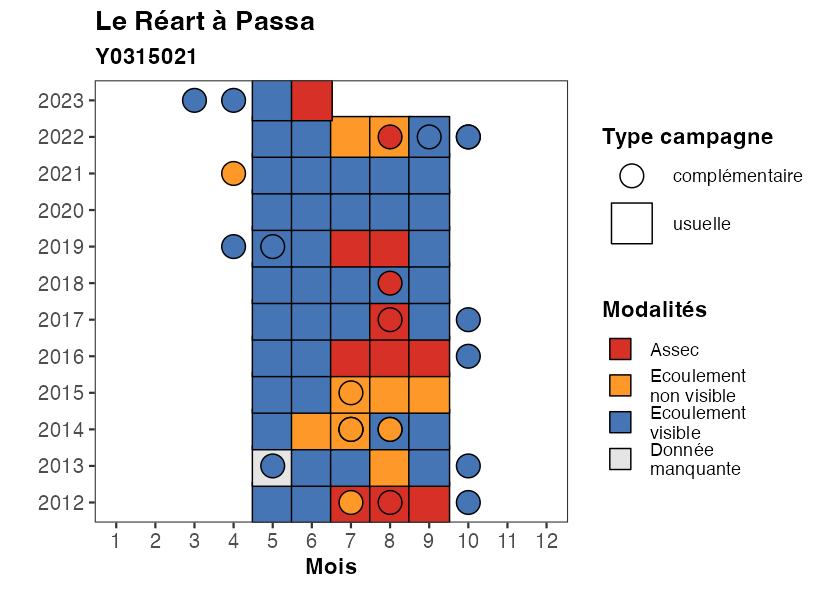 Le Réart à Passa
Y0315021
2023
2022
2021
2020
2019
2018
2017
2016
2015
2014
2013
2012
1 2 3 4 5 6 7 8 9 10 11 12
Mois
Type campagne
complémentaire
usuelle
Modalités
Assec
Ecoulement
non visible
Ecoulement
visible
Donnée
manquante